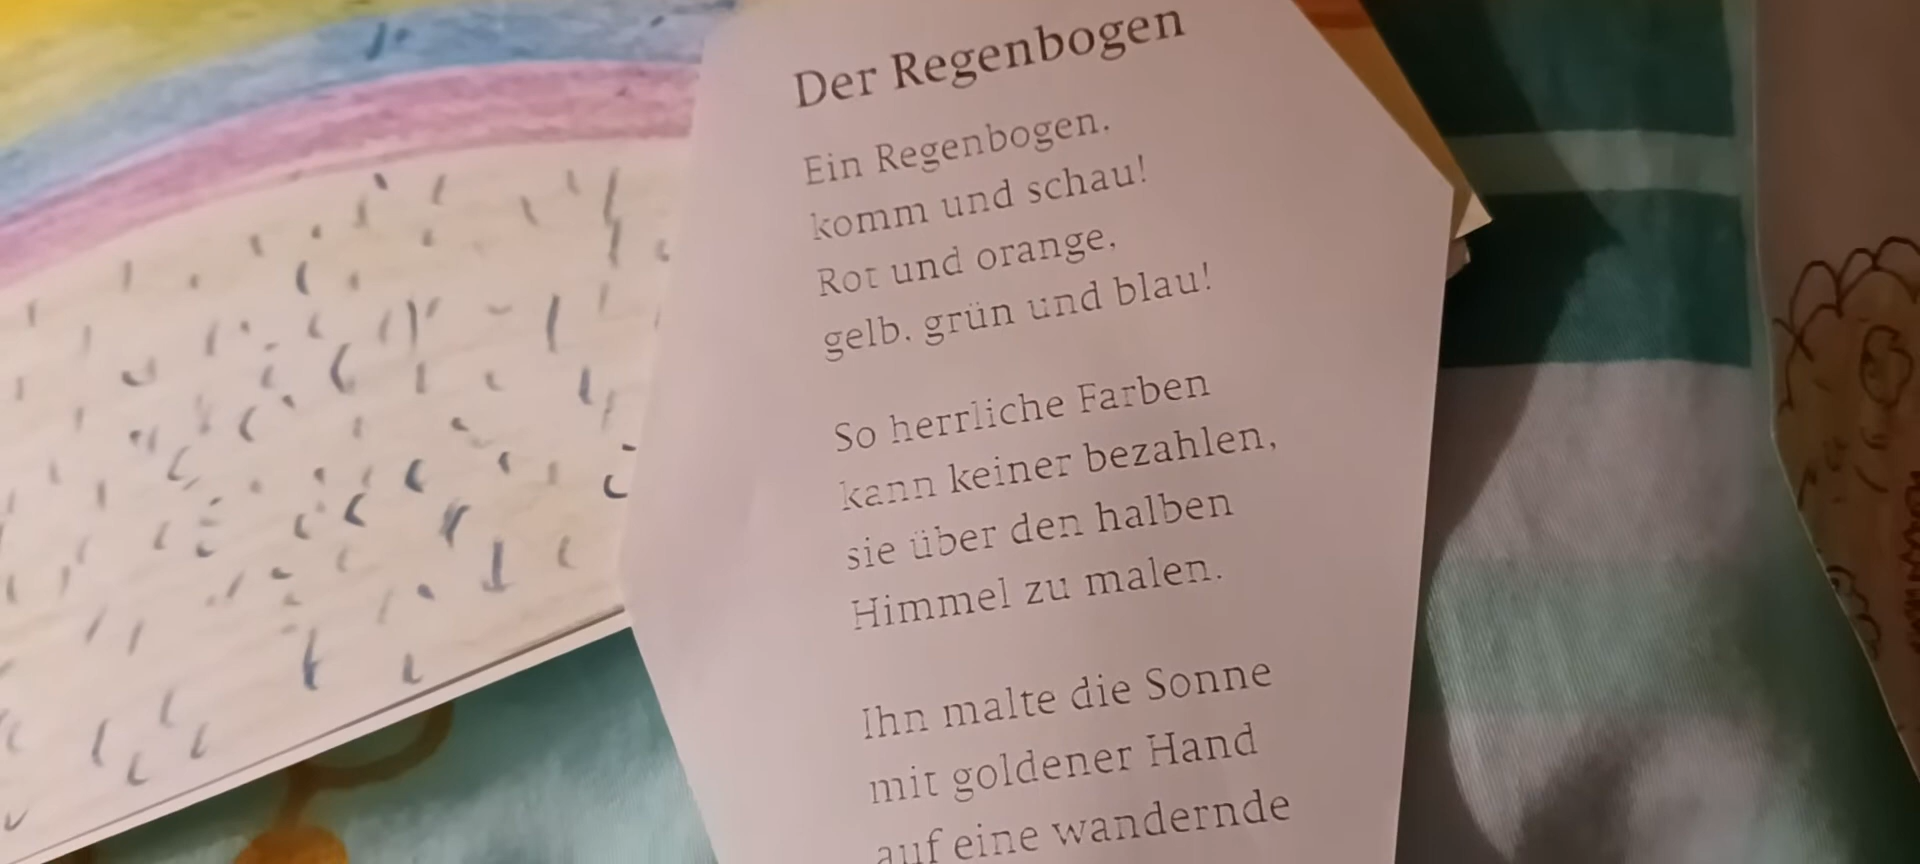 Der Regenbogen
Ein Regenbogen,
komm und schau!
Rot und orange,
gelb, grün und blau!
So herrliche Farben
kann keiner bezahlen,
sie über den halben
Himmel zu malen.
Ihn malte die Sonne
mit goldener Hand
auf eine wandernde